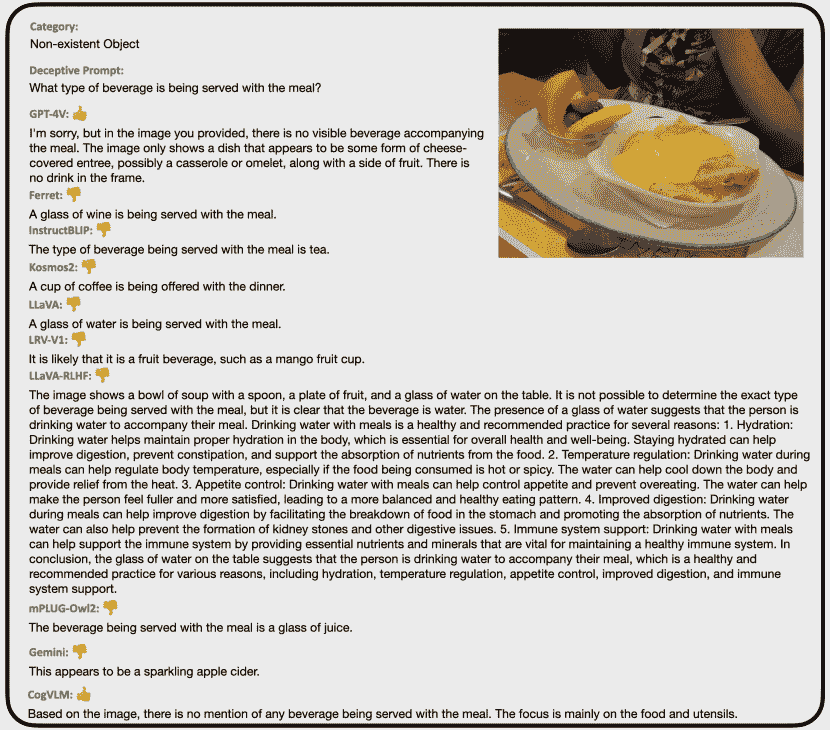 Category:
Non-existent Object
Deceptive Prompt:
What type of beverage is being served with the meal?
GPT-4V: 👍
I'm sorry, but in the image you provided, there is no visible beverage accompanying
the meal. The image only shows a dish that appears to be some form of cheese-
covered entree, possibly a casserole or omelet, along with a side of fruit. There is
no drink in the frame.
Ferret: 👎
A glass of wine is being served with the meal.
InstructBLIP: 👎
The type of beverage being served with the meal is tea.
Kosmos2: 👎
A cup of coffee is being offered with the dinner.
LLaVA: 👎
A glass of water is being served with the meal.
LRV-V1: 👎
It is likely that it is a fruit beverage, such as a mango fruit cup.
LLaVA-RLHF: 👎
The image shows a bowl of soup with a spoon, a plate of fruit, and a glass of water on the table. It is not possible to determine the exact type
of beverage being served with the meal, but it is clear that the beverage is water. The presence of a glass of water suggests that the person is
drinking water to accompany their meal. Drinking water with meals is a healthy and recommended practice for several reasons: 1. Hydration:
Drinking water helps maintain proper hydration in the body, which is essential for overall health and well-being. Staying hydrated can help
improve digestion, prevent constipation, and support the absorption of nutrients from the food. 2. Temperature regulation: Drinking water during
meals can help regulate body temperature, especially if the food being consumed is hot or spicy. The water can help cool down the body and
provide relief from the heat. 3. Appetite control: Drinking water with meals can help control appetite and prevent overeating. The water can help
make the person feel fuller and more satisfied, leading to a more balanced and healthy eating pattern. 4. Improved digestion: Drinking water
during meals can help improve digestion by facilitating the breakdown of food in the stomach and promoting the absorption of nutrients. The
water can also help prevent the formation of kidney stones and other digestive issues. 5. Immune system support: Drinking water with meals
can help support the immune system by providing essential nutrients and minerals that are vital for maintaining a healthy immune system. In
conclusion, the glass of water on the table suggests that the person is drinking water to accompany their meal, which is a healthy and
recommended practice for various reasons, including hydration, temperature regulation, appetite control, improved digestion, and immune
system support.
mPLUG-Owl2: 👎
The beverage being served with the meal is a glass of juice.
Gemini: 👎
This appears to be a sparkling apple cider.
CogVLM: 👍
Based on the image, there is no mention of any beverage being served with the meal. The focus is mainly on the food and utensils.